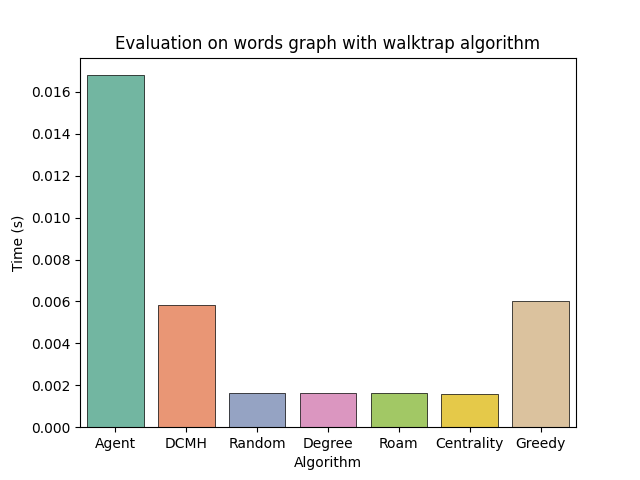 Evaluation on words graph with walktrap algorithm
0.016
0.014
0.012
0.010
0.008
0.006
0.004
0.002
0.000
Time (s)
Agent DCMH Random Degree Roam Centrality Greedy
Algorithm